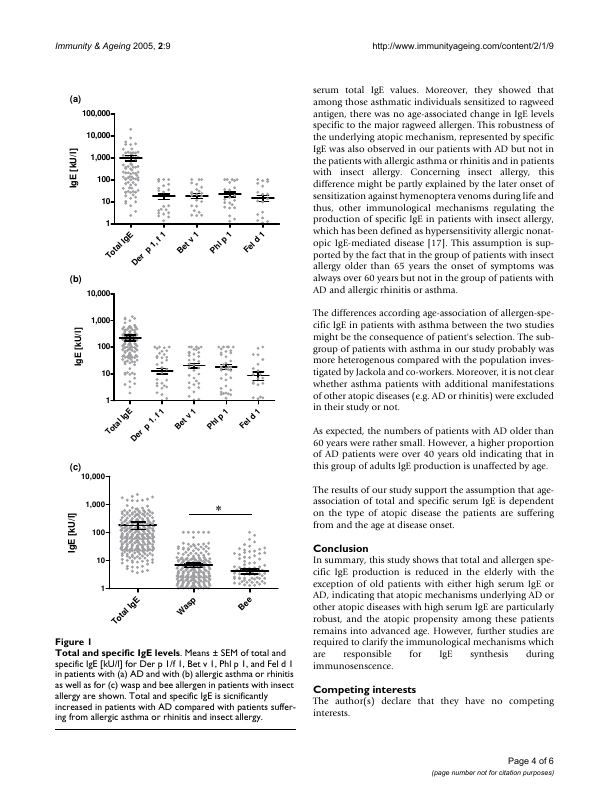 Immunity & Ageing 2005, 2:9
http://www.immunityageing.com/content/2/1/9
(a)
100,000
10,000
1,000
100
10
1
IgE [kU/l]
Total IgE
Der p 1, f 1
Bet v 1
Phl p 1
Fel d 1
(b)
10,000
1,000
100
10
1
IgE [kU/l]
Total IgE
Der p 1. f 1
Bet v 1
Phl p 1
Fel d 1
(c)
10,000
1,000
100
10
1
IgE [kU/l]
*
Total IgE
Wasp
Bee
Figure 1
Total and specific IgE levels. Means ± SEM of total and
specific IgE [kU/l] for Der p 1/f 1, Bet v 1, Phl p 1, and Fel d 1
in patients with (a) AD and with (b) allergic asthma or rhinitis
as well as for (c) wasp and bee allergen in patients with insect
allergy are shown. Total and specific IgE is sicnificantly
increased in patients with AD compared with patients suffer-
ing from allergic asthma or rhinitis and insect allergy.
serum total IgE values. Moreover, they showed that
among those asthmatic individuals sensitized to ragweed
antigen, there was no age-associated change in IgE levels
specific to the major ragweed allergen. This robustness of
the underlying atopic mechanism, represented by specific
IgE was also observed in our patients with AD but not in
the patients with allergic asthma or rhinitis and in patients
with insect allergy. Concerning insect allergy, this
difference might be partly explained by the later onset of
sensitization against hymenoptera venoms during life and
thus, other immunological mechanisms regulating the
production of specific IgE in patients with insect allergy,
which has been defined as hypersensitivity allergic nonat-
opic IgE-mediated disease [17]. This assumption is sup-
ported by the fact that in the group of patients with insect
allergy older than 65 years the onset of symptoms was
always over 60 years but not in the group of patients with
AD and allergic rhinitis or asthma.
The differences according age-association of allergen-spe-
cific IgE in patients with asthma between the two studies
might be the consequence of patient's selection. The sub-
group of patients with asthma in our study probably was
more heterogenous compared with the population inves-
tigated by Jackola and co-workers. Moreover, it is not clear
whether asthma patients with additional manifestations
of other atopic diseases (e.g. AD or rhinitis) were excluded
in their study or not.
As expected, the numbers of patients with AD older than
60 years were rather small. However, a higher proportion
of AD patients were over 40 years old indicating that in
this group of adults IgE production is unaffected by age.
The results of our study support the assumption that age-
association of total and specific serum IgE is dependent
on the type of atopic disease the patients are suffering
from and the age at disease onset.
Conclusion
In summary, this study shows that total and allergen spe-
cific IgE production is reduced in the elderly with the
exception of old patients with either high serum IgE or
AD, indicating that atopic mechanisms underlying AD or
other atopic diseases with high serum IgE are particularly
robust, and the atopic propensity among these patients
remains into advanced age. However, further studies are
required to clarify the immunological mechanisms which
are responsible for IgE synthesis during
immunosenscence.
Competing interests
The author(s) declare that they have no competing
interests.
Page 4 of 6
(page number not for citation purposes)